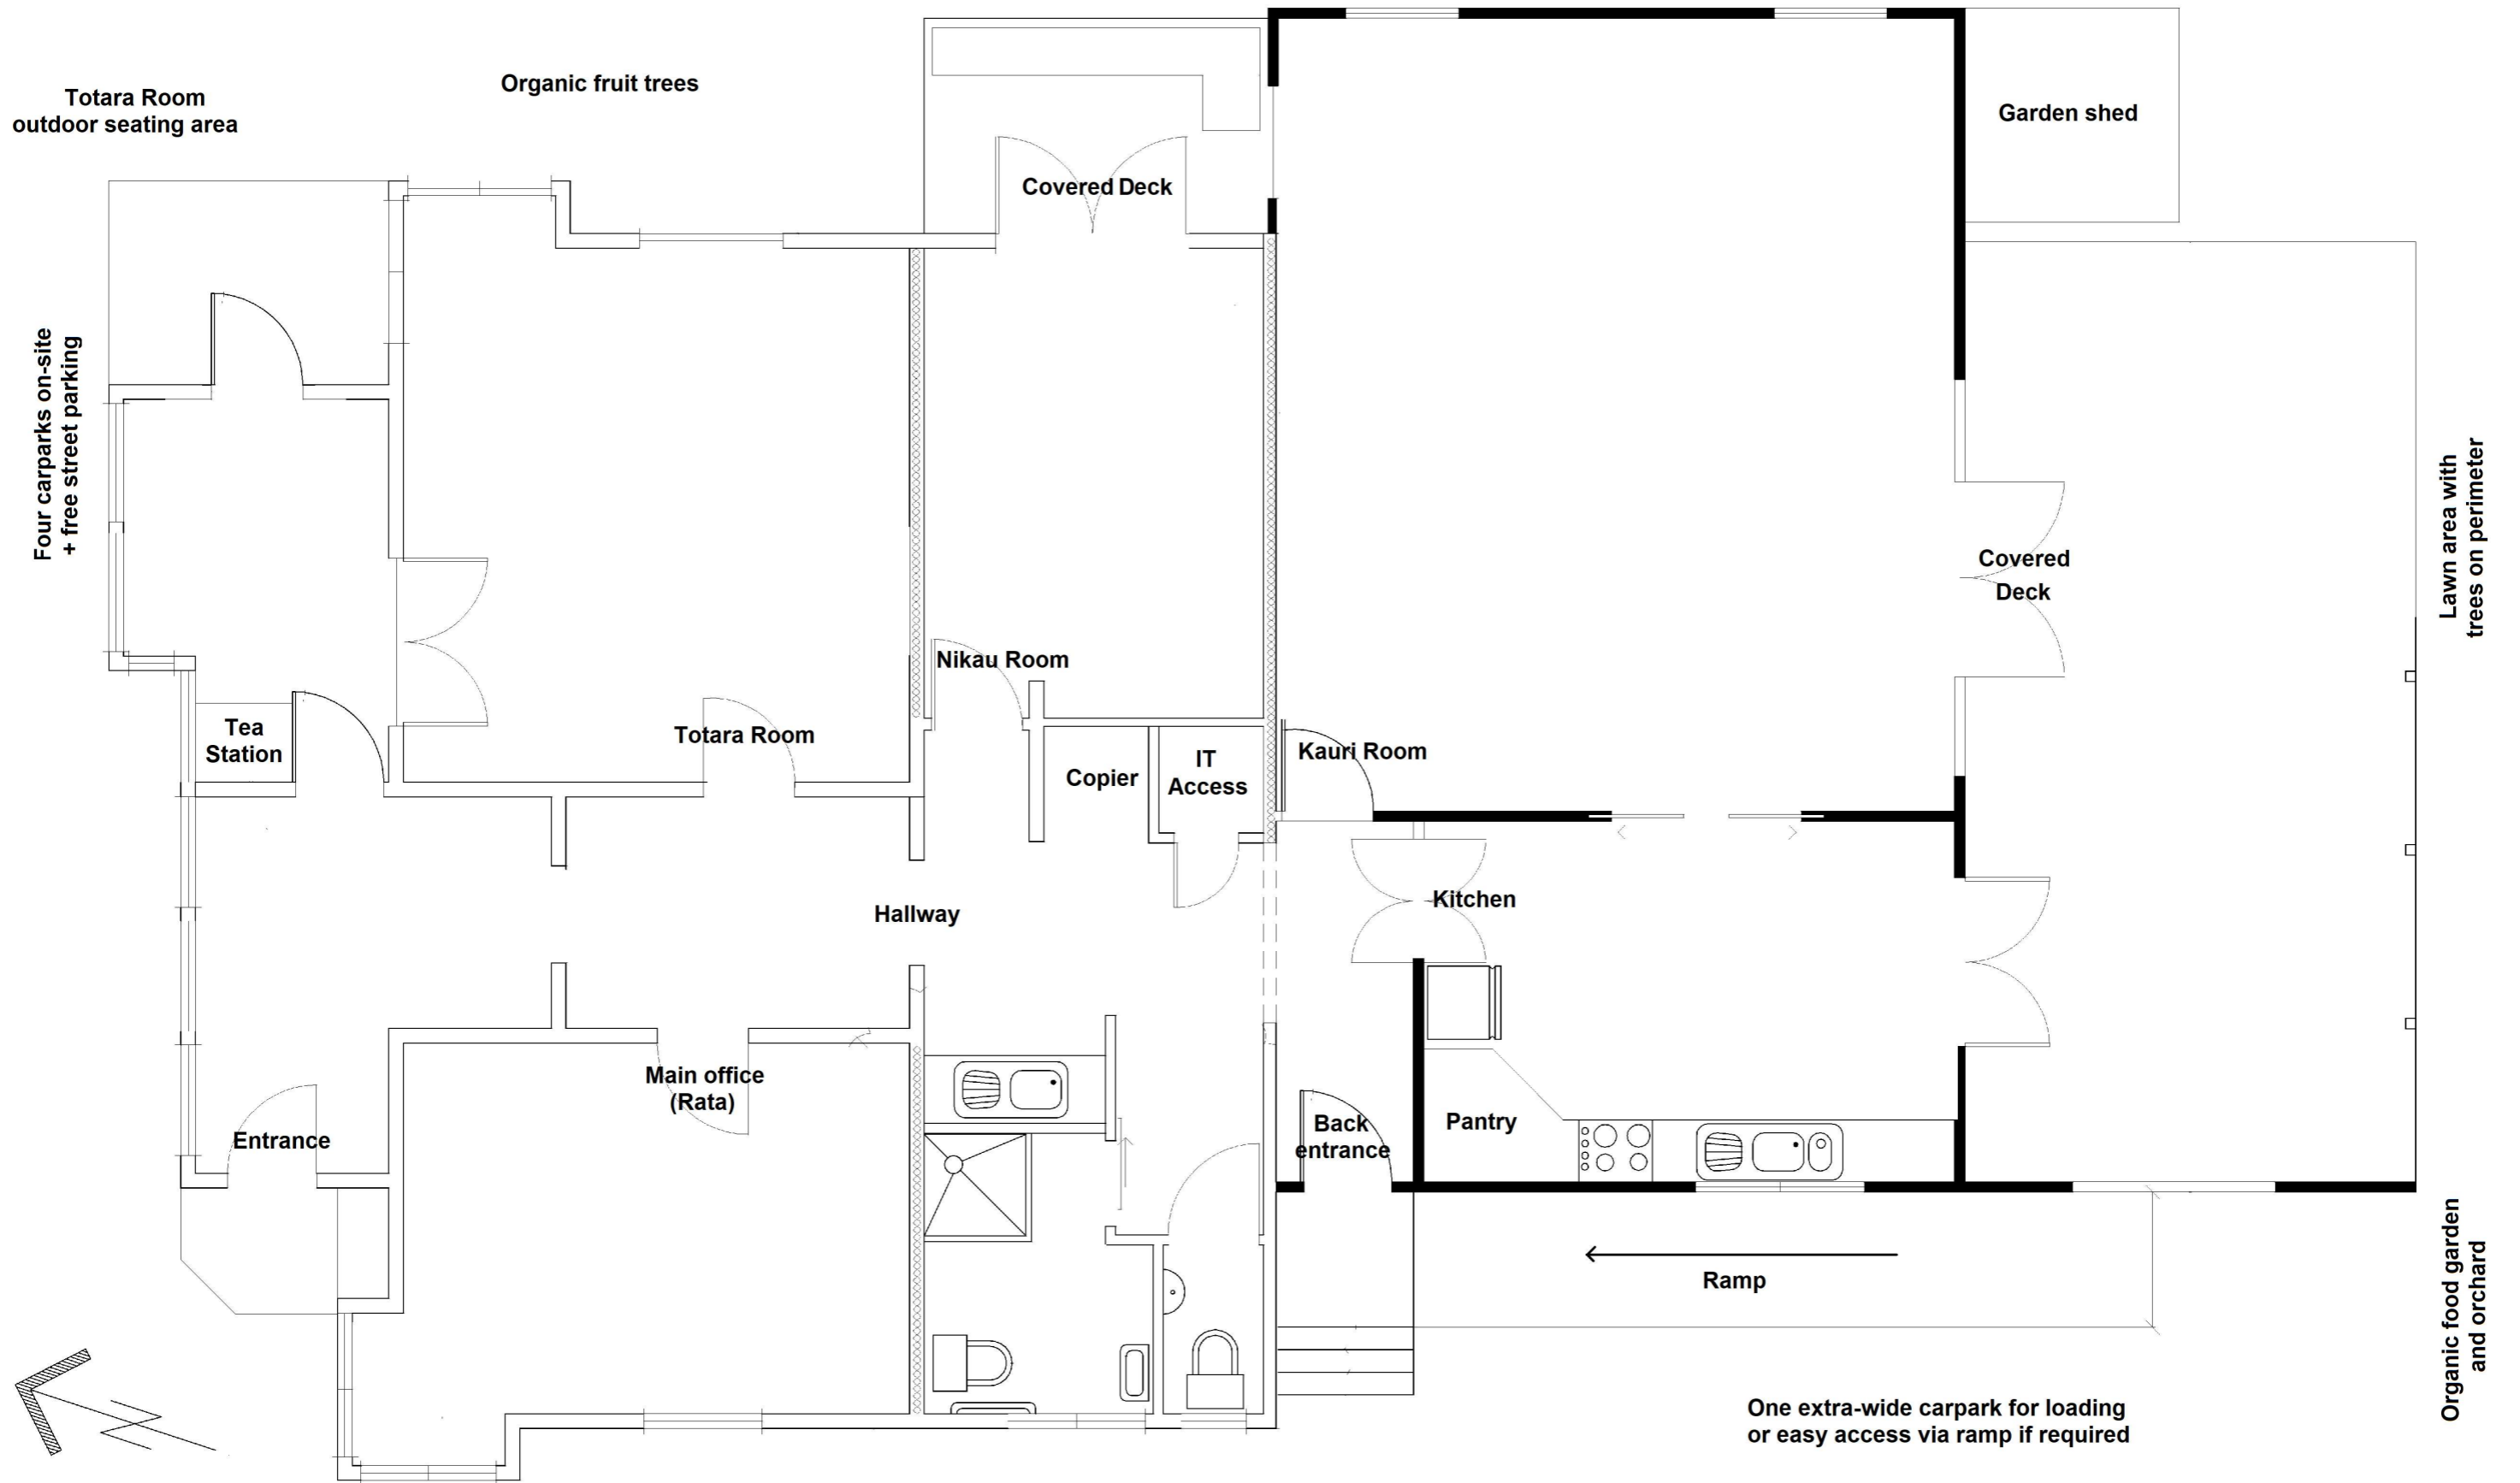 Totara Room
outdoor seating area
Organic fruit trees
Covered Deck
Garden shed
Four carparks on-site
+ free street parking
Lawn area with
trees on perimeter
Covered
Deck
Nikau Room
Tea
Station
Totara Room
Copier
IT
Access
Kauri Room
Hallway
Kitchen
Main office
(Rata)
Entrance
Back
entrance
Pantry
Ramp
Organic food garden
and orchard
One extra-wide carpark for loading
or easy access via ramp if required